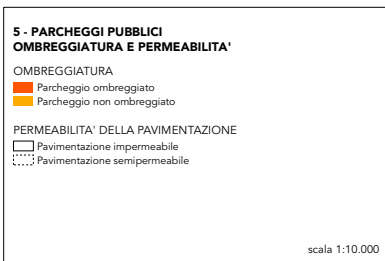 5 - PARCHEGGI PUBBLICI
OMBREGGIATURA E PERMEABILITA'
OMBREGGIATURA
Parcheggio ombreggiato
Parcheggio non ombreggiato
PERMEABILITA' DELLA PAVIMENTAZIONE
Pavimentazione impermeabile
Pavimentazione semipermeabile
scala 1:10.000